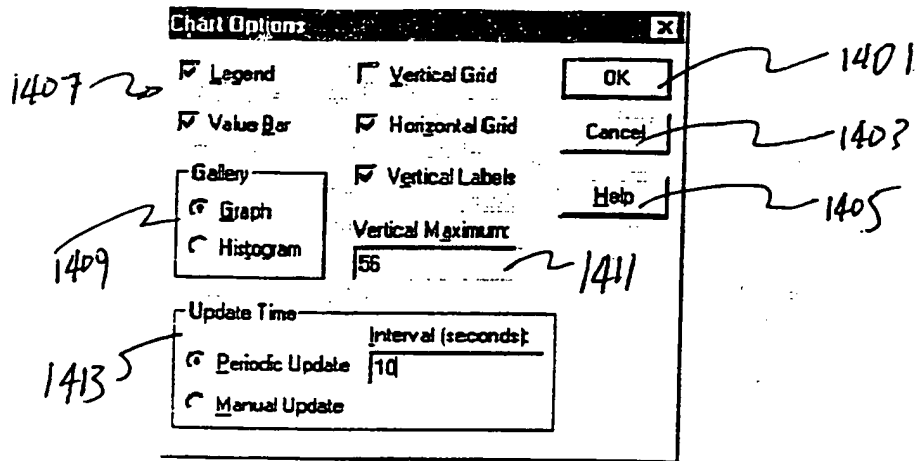 Chart Options
Legend
Vertical Grid
OK
1401
1407
Value Bar
Horizontal Grid
Cancel
1403
Gallery
Vertical Labels
Help
1405
Graph
Histogram
1409
Vertical Maximum:
56
1411
Update Time
Interval (seconds):
Periodic Update
10
1413
Manual Update